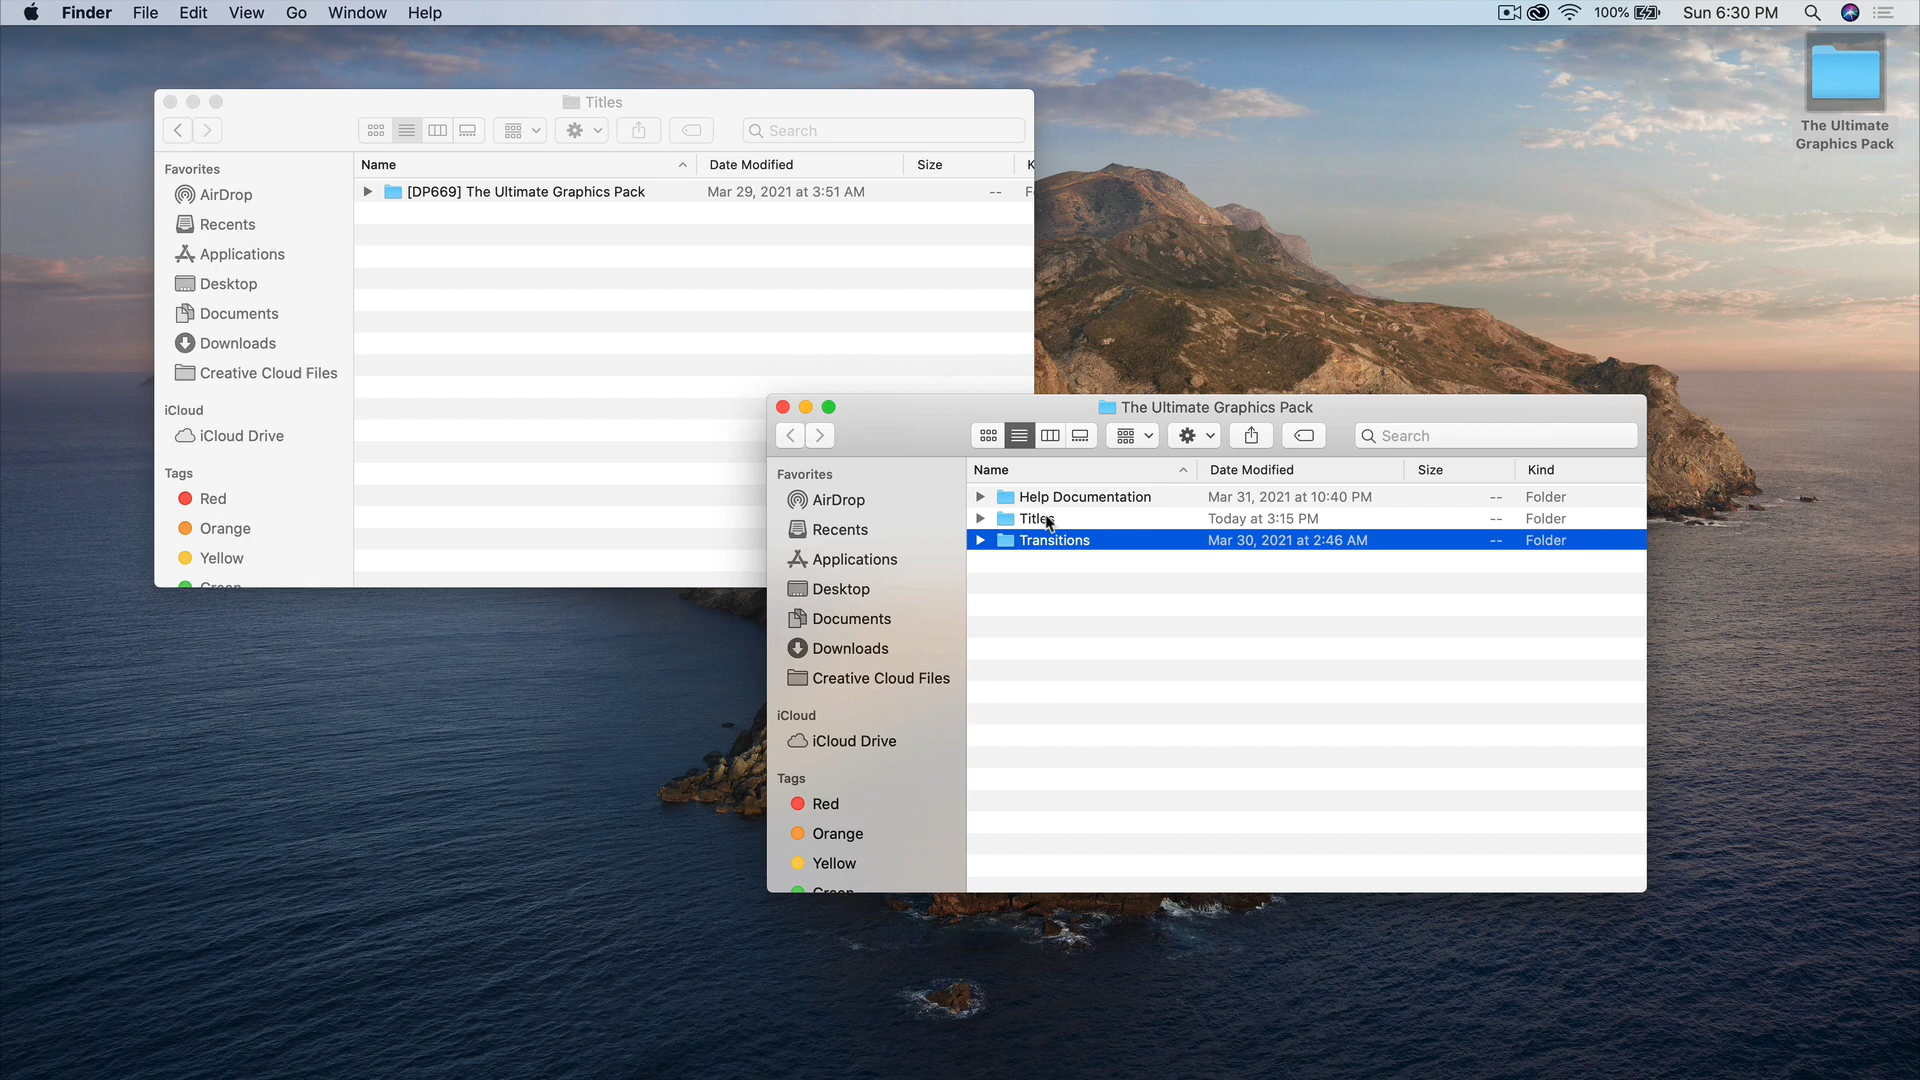 Finder File Edit View Go Window Help
100% Sun 6:30 PM
The Ultimate
Graphics Pack
Titles
Search
Favorites
AirDrop
Recents
Applications
Desktop
Documents
Downloads
Creative Cloud Files
iCloud
iCloud Drive
Tags
Red
Orange
Yellow
Green
Name Date Modified Size
[DP669] The Ultimate Graphics Pack Mar 29, 2021 at 3:51 AM --
The Ultimate Graphics Pack
Search
Favorites
AirDrop
Recents
Applications
Desktop
Documents
Downloads
Creative Cloud Files
iCloud
iCloud Drive
Tags
Red
Orange
Yellow
Green
Name Date Modified Size Kind
Help Documentation Mar 31, 2021 at 10:40 PM -- Folder
Titles Today at 3:15 PM -- Folder
Transitions Mar 30, 2021 at 2:46 AM -- Folder